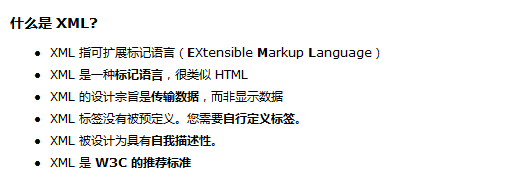 什么是 XML?
XML 指可扩展标记语言（EXtensible Markup Language）
XML 是一种标记语言，很类似 HTML
XML 的设计宗旨是传输数据，而非显示数据
XML 标签没有被预定义。您需要自行定义标签。
XML 被设计为具有自我描述性。
XML 是 W3C 的推荐标准